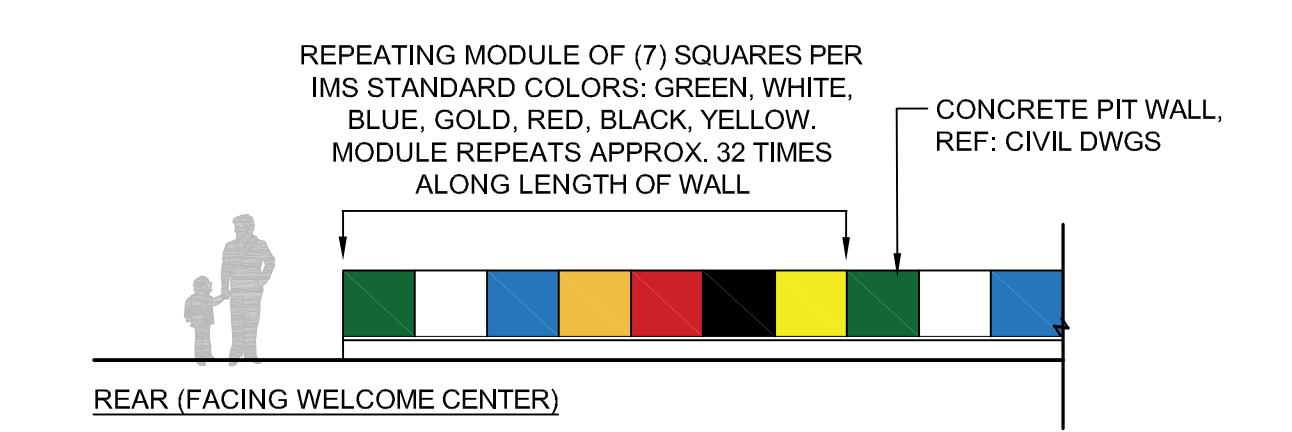 REPEATING MODULE OF (7) SQUARES PER
IMS STANDARD COLORS: GREEN, WHITE,
BLUE, GOLD, RED, BLACK, YELLOW.
MODULE REPEATS APPROX. 32 TIMES
ALONG LENGTH OF WALL
CONCRETE PIT WALL,
REF: CIVIL DWGS
REAR (FACING WELCOME CENTER)